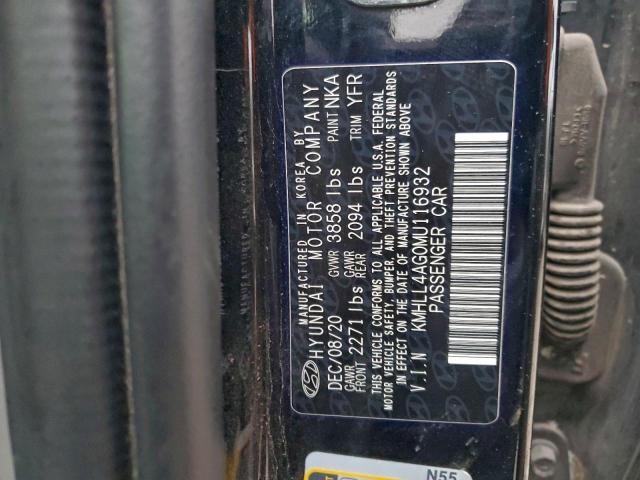 MANUFACTURED IN KOREA BY
HYUNDAI MOTOR COMPANY
DEC/08/20 GVWR 3858 lbs PAINT NKA
GAWR FRONT 2271 lbs GAWR REAR 2094 lbs TRIM YFR
THIS VEHICLE CONFORMS TO ALL APPLICABLE U.S.A. FEDERAL
MOTOR VEHICLE SAFETY, BUMPER, AND THEFT PREVENTION STANDARDS
IN EFFECT ON THE DATE OF MANUFACTURE SHOWN ABOVE
V.I.N KMHLL4AG0MU116932
PASSENGER CAR
N55